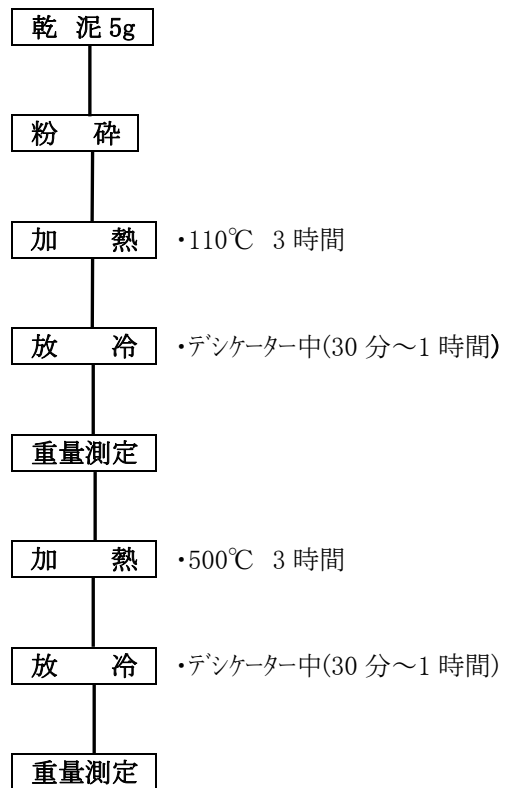 乾 泥 5g
粉 砕
加 熱 ・110℃ 3 時間
放 冷 ・デシケーター中(30 分～1 時間)
重量測定
加 熱 ・500℃ 3 時間
放 冷 ・デシケーター中(30 分～1 時間)
重量測定